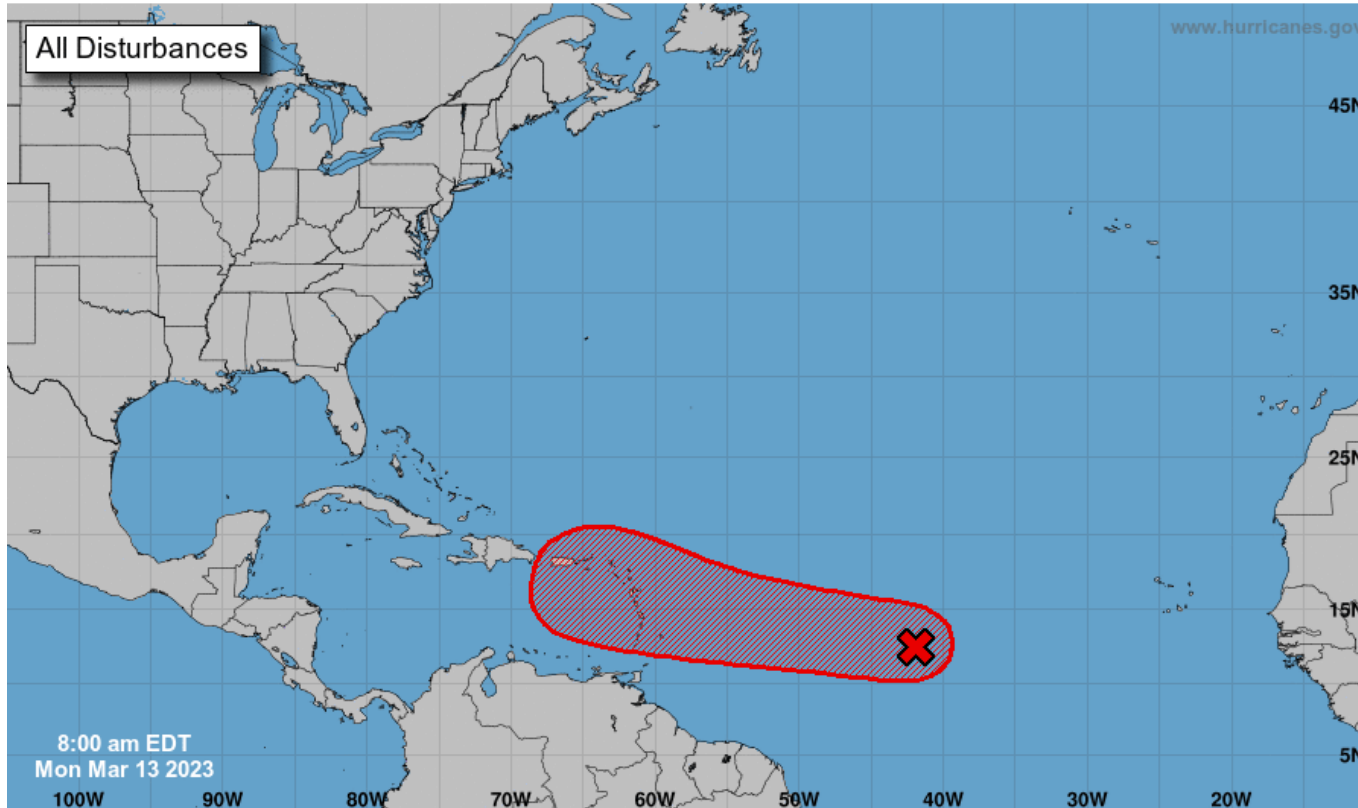 All Disturbances
www.hurricanes.gov
45N
35N
25N
15N
5N
8:00 am EDT
Mon Mar 13 2023
100W 90W 80W 70W 60W 50W 40W 30W 20W